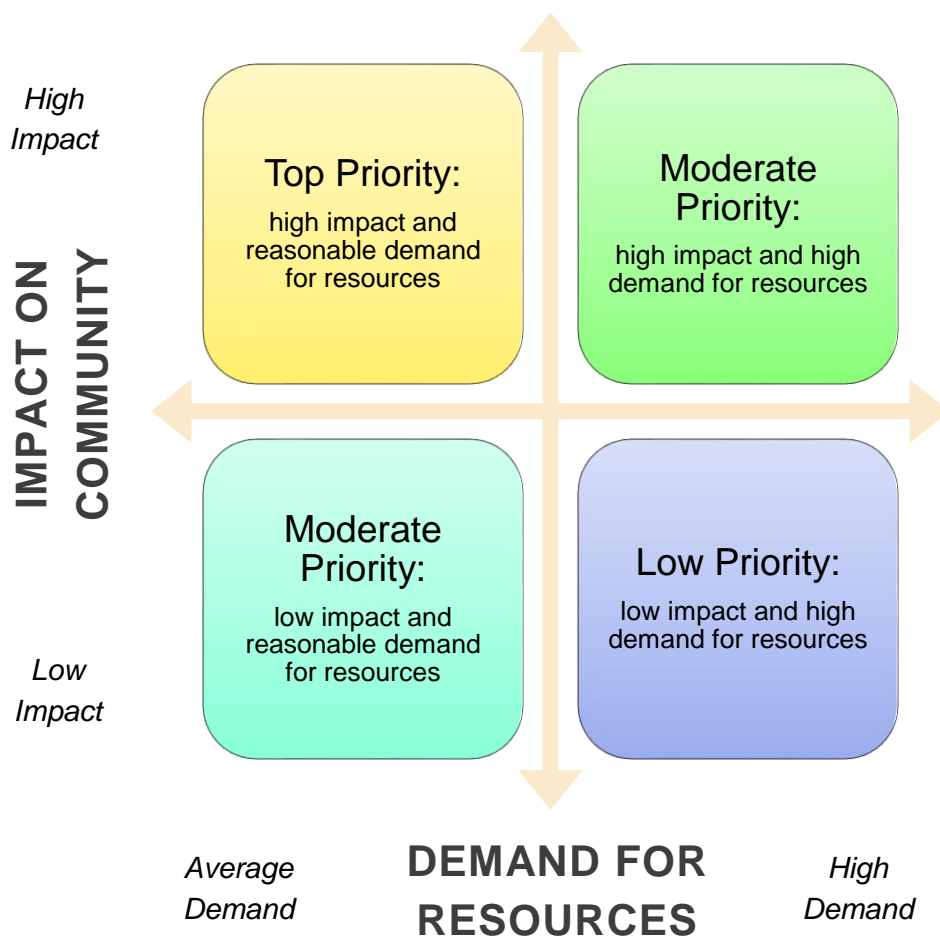 High
Impact
Top Priority:
high impact and
reasonable demand
for resources
Moderate
Priority:
high impact and high
demand for resources
IMPACT ON
COMMUNITY
Moderate
Priority:
low impact and
reasonable demand
for resources
Low Priority:
low impact and high
demand for resources
Low
Impact
Average
Demand
DEMAND FOR
RESOURCES
High
Demand